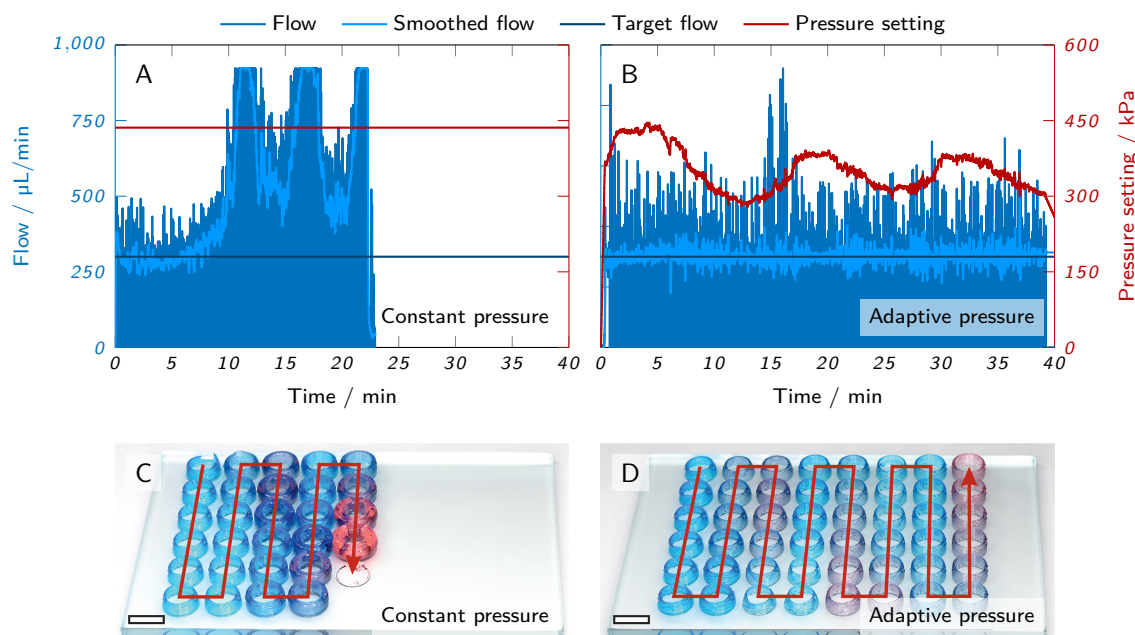 Flow Smoothed flow Target flow Pressure setting
1,000
750
500
250
0
Flow / µL/min
A
Constant pressure
0 5 10 15 20 25 30 35 40
Time / min
B
Adaptive pressure
0 5 10 15 20 25 30 35 40
Time / min
600
450
300
150
0
Pressure setting / kPa
C
Constant pressure
D
Adaptive pressure